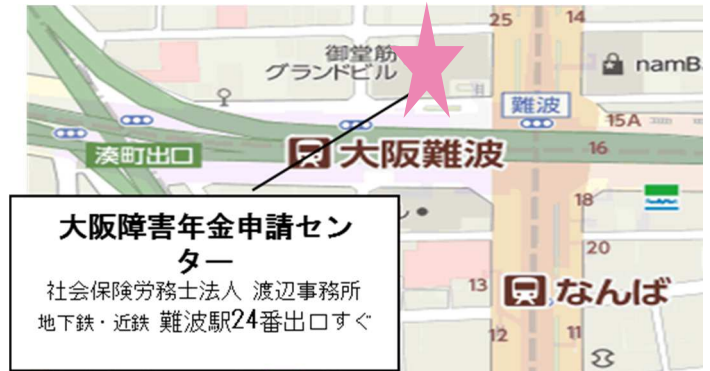 25
14
御堂筋
グランドビル
namB
難波
15A
湊町出口
大阪難波
16
18
20
13
なんば
12
11
大阪障害年金申請セン
ター
社会保険労務士法人 渡辺事務所
地下鉄・近鉄 難波駅24番出口すぐ